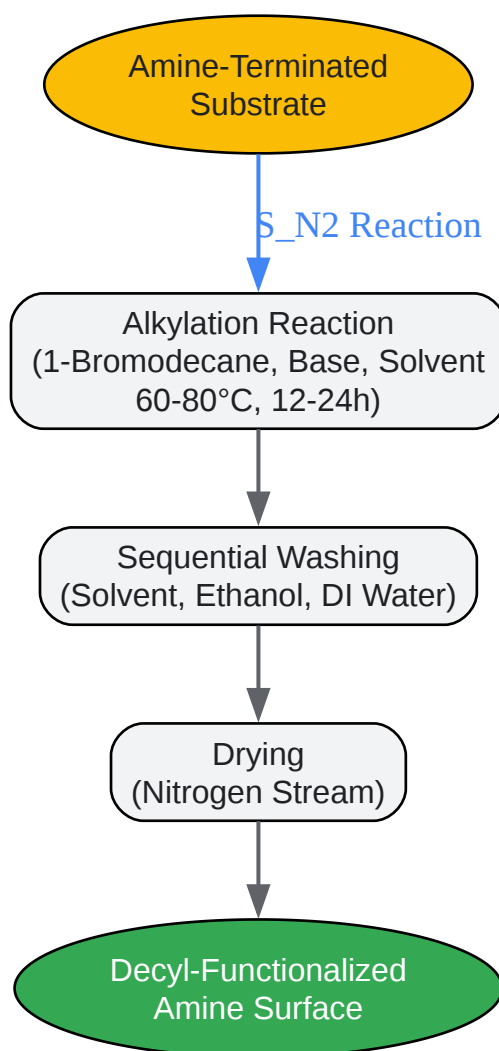 Amine-Terminated
Substrate
S_N2 Reaction
Alkylation Reaction
(1-Bromodecane, Base, Solvent
60-80°C, 12-24h)
Sequential Washing
(Solvent, Ethanol, DI Water)
Drying
(Nitrogen Stream)
Decyl-Functionalized
Amine Surface